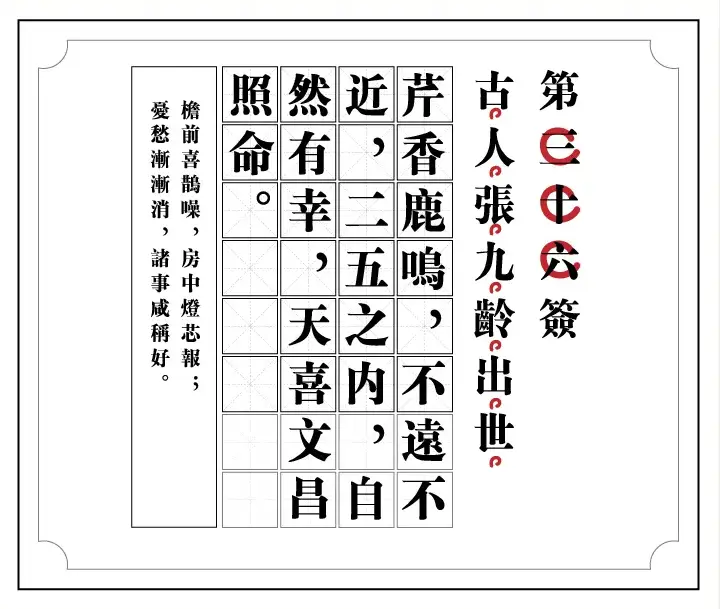 第三十六簽
古人張九齡出世
芹香鹿鳴，不遠不
近，二五之内，自
然有幸，天喜文昌
照命。
檐前喜鵲噪，房中燈芯報；
憂愁漸漸消，諸事咸稱好。